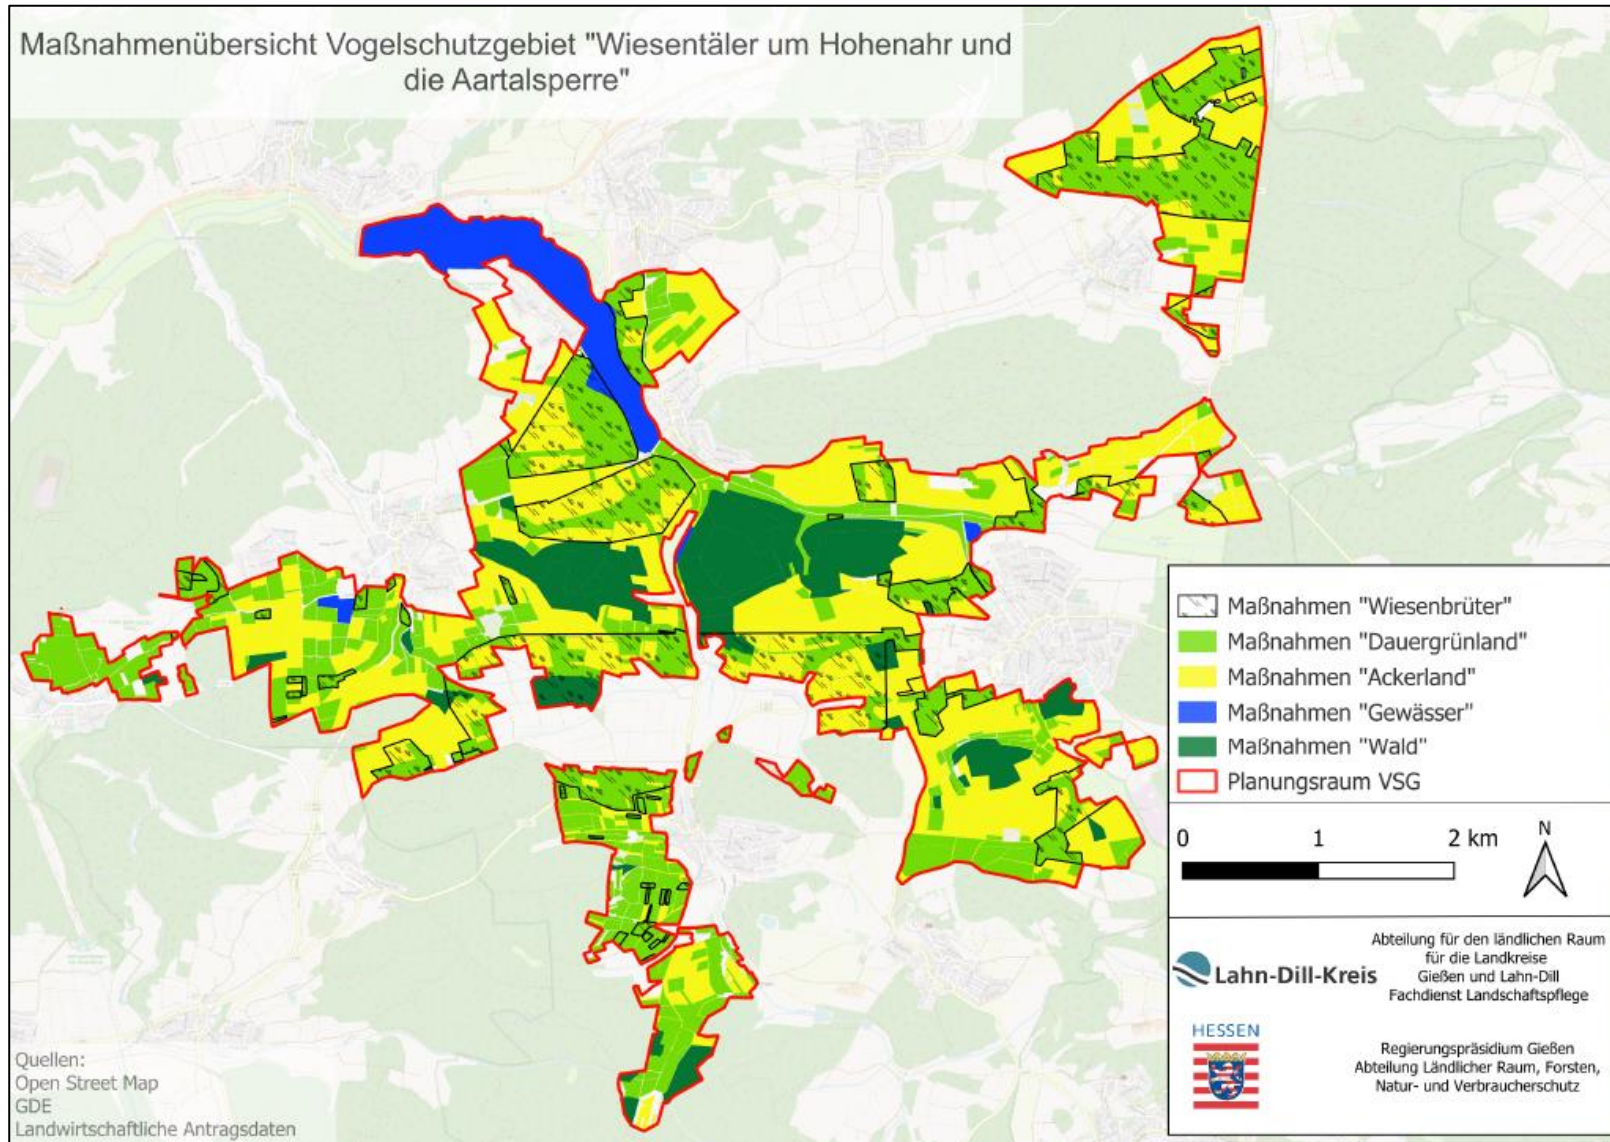 Maßnahmenübersicht Vogelschutzgebiet "Wiesentäler um Hohenahr und
die Aartalsperre"
Maßnahmen "Wiesenbrüter"
Maßnahmen "Dauergrünland"
Maßnahmen "Ackerland"
Maßnahmen "Gewässer"
Maßnahmen "Wald"
Planungsraum VSG
0 1 2 km
N
Lahn-Dill-Kreis
Abteilung für den ländlichen Raum
für die Landkreise
Gießen und Lahn-Dill
Fachdienst Landschaftspflege
HESSEN
Regierungspräsidium Gießen
Abteilung Ländlicher Raum, Forsten,
Natur- und Verbraucherschutz
Quellen:
Open Street Map
GDE
Landwirtschaftliche Antragsdaten